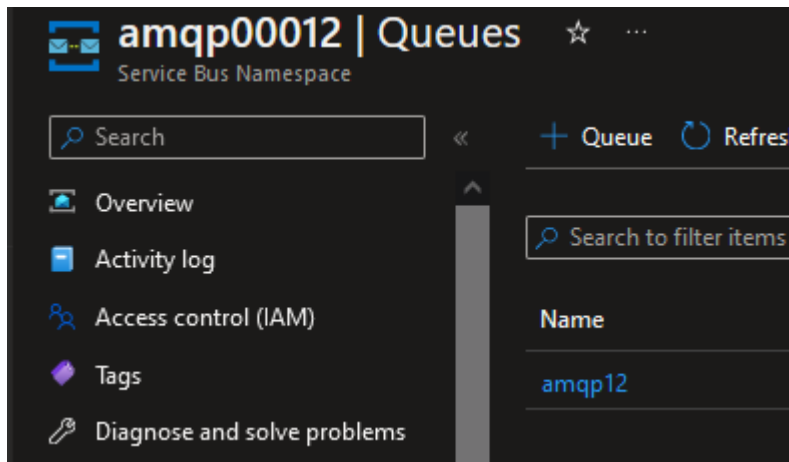 amqp00012 | Queues
Service Bus Namespace
Search
Overview
Activity log
Access control (IAM)
Tags
Diagnose and solve problems
Queue Refres
Search to filter items
Name
amqp12